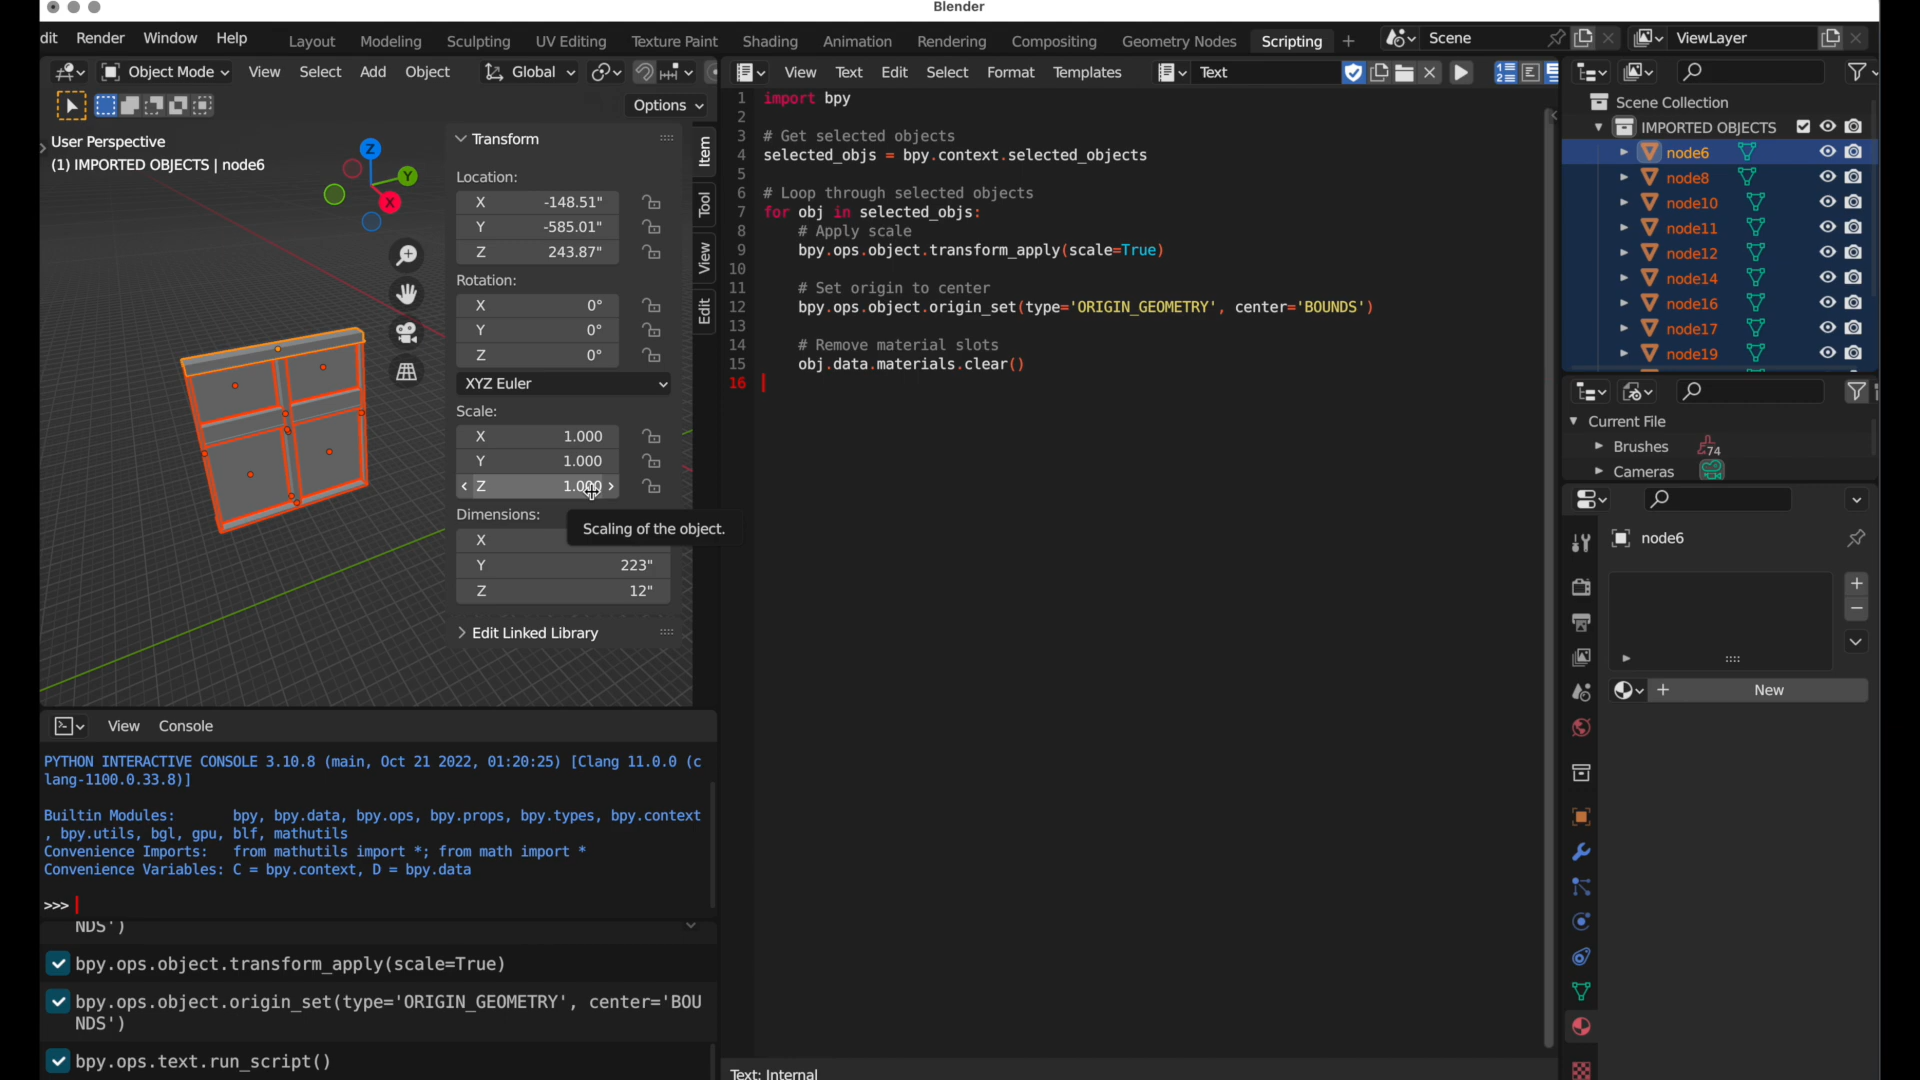 Blender
dit Render Window Help Layout Modeling Sculpting UV Editing Texture Paint Shading Animation Rendering Compositing Geometry Nodes Scripting + Scene ViewLayer
Object Mode View Select Add Object Global
Options
User Perspective
(1) IMPORTED OBJECTS | node6
Z
Y
X
Transform
Location:
X -148.51"
Y -585.01"
Z 243.87"
Rotation:
X 0°
Y 0°
Z 0°
XYZ Euler
Scale:
X 1.000
Y 1.000
Z 1.000
Scaling of the object.
Dimensions:
X
Y 223"
Z 12"
Edit Linked Library
Item
Tool
View
Edit
View Text Edit Select Format Templates Text
1 import bpy
2
3 # Get selected objects
4 selected_objs = bpy.context.selected_objects
5
6 # Loop through selected objects
7 for obj in selected_objs:
8 # Apply scale
9 bpy.ops.object.transform_apply(scale=True)
10
11 # Set origin to center
12 bpy.ops.object.origin_set(type='ORIGIN_GEOMETRY', center='BOUNDS')
13
14 # Remove material slots
15 obj.data.materials.clear()
16
Text: Internal
View Console
PYTHON INTERACTIVE CONSOLE 3.10.8 (main, Oct 21 2022, 01:20:25) [Clang 11.0.0 (c
lang-1100.0.33.8)]
Builtin Modules: bpy, bpy.data, bpy.ops, bpy.props, bpy.types, bpy.context
, bpy.utils, bgl, gpu, blf, mathutils
Convenience Imports: from mathutils import *; from math import *
Convenience Variables: C = bpy.context, D = bpy.data
>>>
NDS')
bpy.ops.object.transform_apply(scale=True)
bpy.ops.object.origin_set(type='ORIGIN_GEOMETRY', center='BOU
NDS')
bpy.ops.text.run_script()
Scene Collection
IMPORTED OBJECTS
node6
node8
node10
node11
node12
node14
node16
node17
node19
Current File
Brushes 74
Cameras
node6
+ New